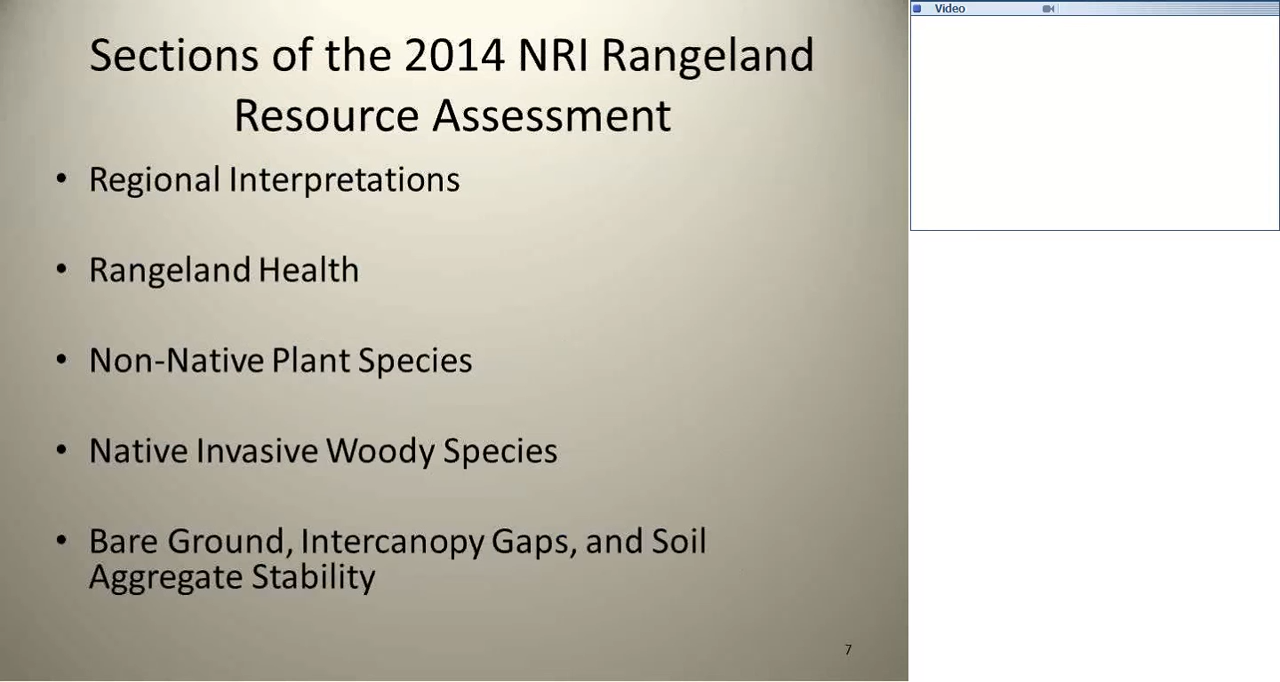 Sections of the 2014 NRI Rangeland
Resource Assessment
• Regional Interpretations
• Rangeland Health
• Non-Native Plant Species
• Native Invasive Woody Species
• Bare Ground, Intercanopy Gaps, and Soil
Aggregate Stability
7
Video